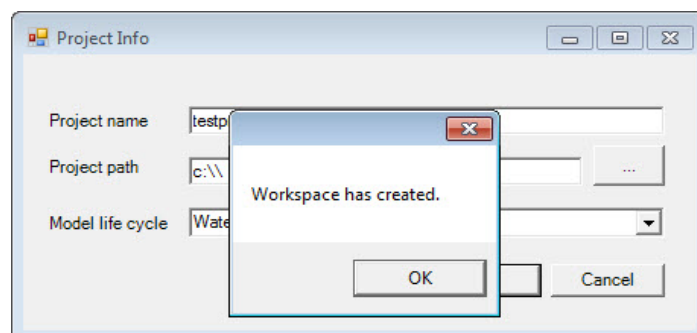 Project Info
Project name
testp
Project path
c:\\
...
Workspace has created.
Model life cycle
Wate
OK
Cancel